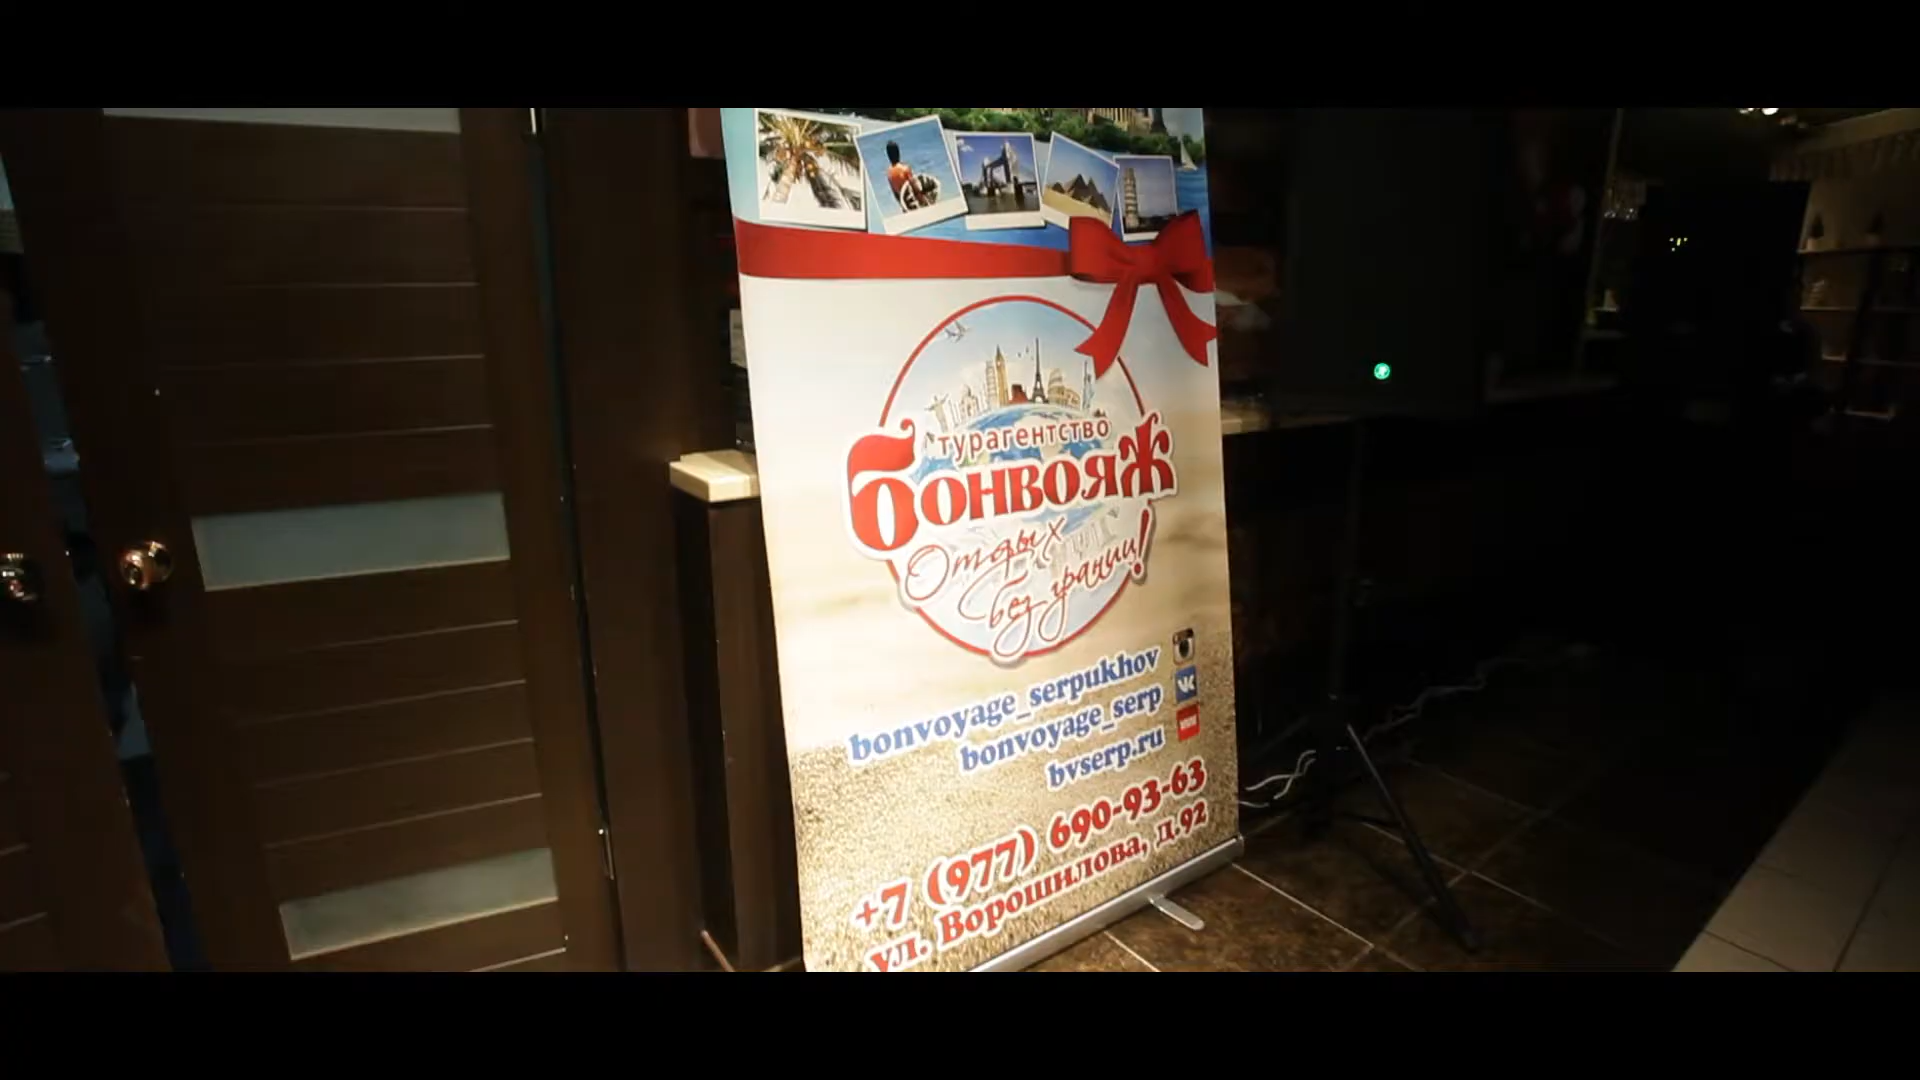 турагентство
Бонвояж
Отдых
без границ!
bonvoyage_serpukhov
bonvoyage_serp
bvserp.ru
+7 (977) 690-93-63
ул. Ворошилова, д.92